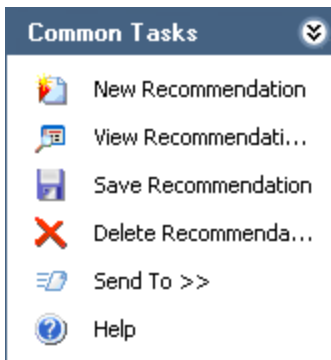 Common Tasks
New Recommendation
View Recommendati...
Save Recommendation
Delete Recommenda...
Send To >>
Help